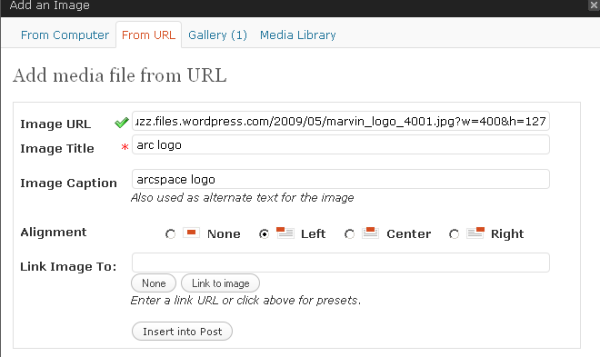 Add an Image
From Computer From URL Gallery (1) Media Library
Add media file from URL
Image URL uzz.files.wordpress.com/2009/05/marvin_logo_4001.jpg?w=400&h=127
Image Title * arc logo
Image Caption arcspace logo
Also used as alternate text for the image
Alignment None Left Center Right
Link Image To:
None Link to image
Enter a link URL or click above for presets.
Insert into Post